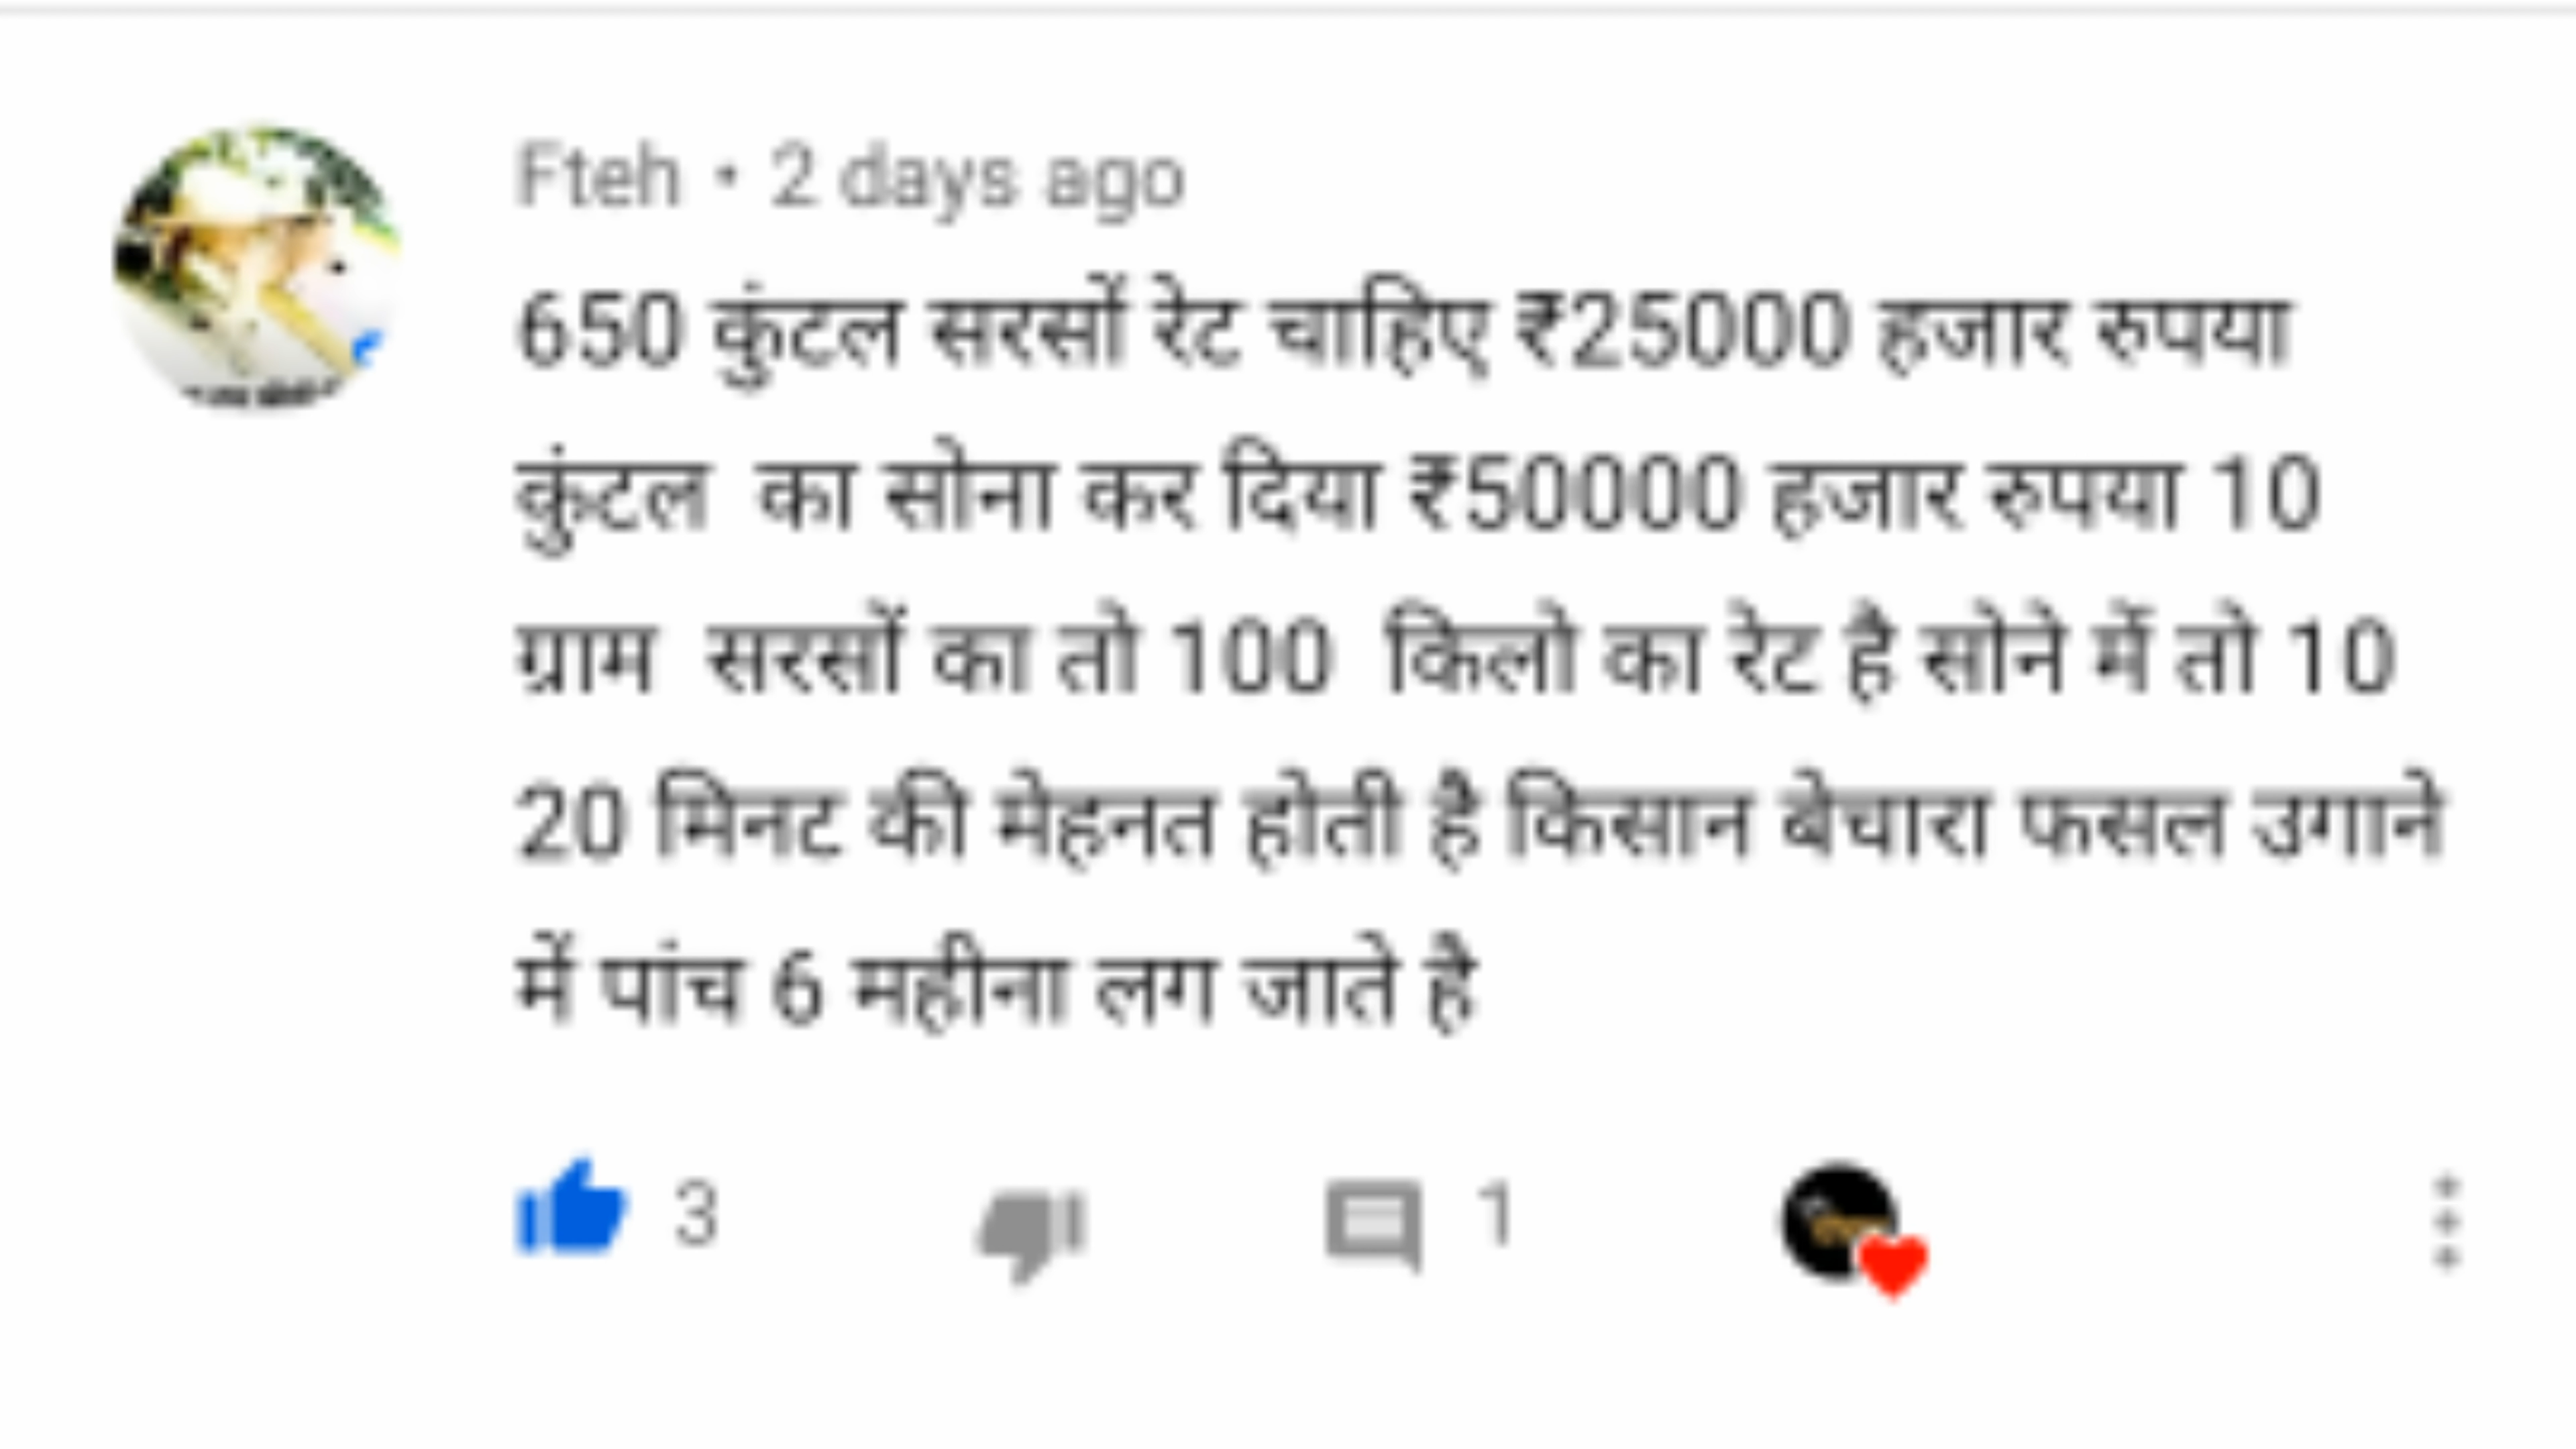 Fteh • 2 days ago
650 कुंटल सरसों रेट चाहिए ₹25000 हजार रुपया
कुंटल का सोना कर दिया ₹50000 हजार रुपया 10
ग्राम सरसों का तो 100 किलो का रेट है सोने में तो 10
20 मिनट की मेहनत होती है किसान बेचारा फसल उगाने
में पांच 6 महीना लग जाते है
3 1